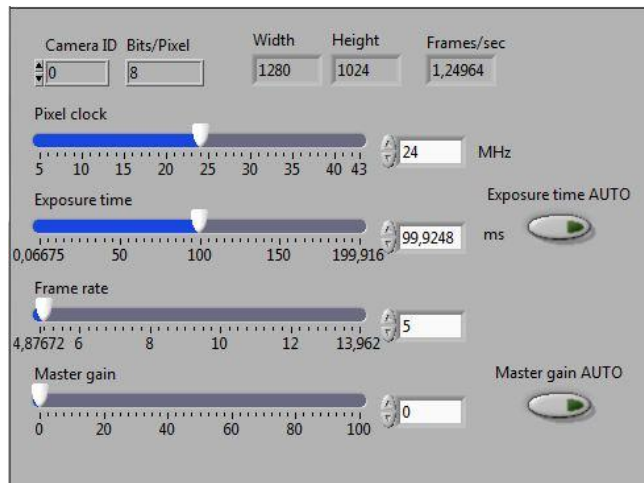 Camera ID Bits/Pixel Width Height Frames/sec
0 8 1280 1024 1,24964
Pixel clock
24 MHz
5 10 15 20 25 30 35 40 43
Exposure time Exposure time AUTO
99,9248 ms
0,06675 50 100 150 199,916
Frame rate
5
4,87672 6 8 10 12 13,962
Master gain Master gain AUTO
0
0 20 40 60 80 100